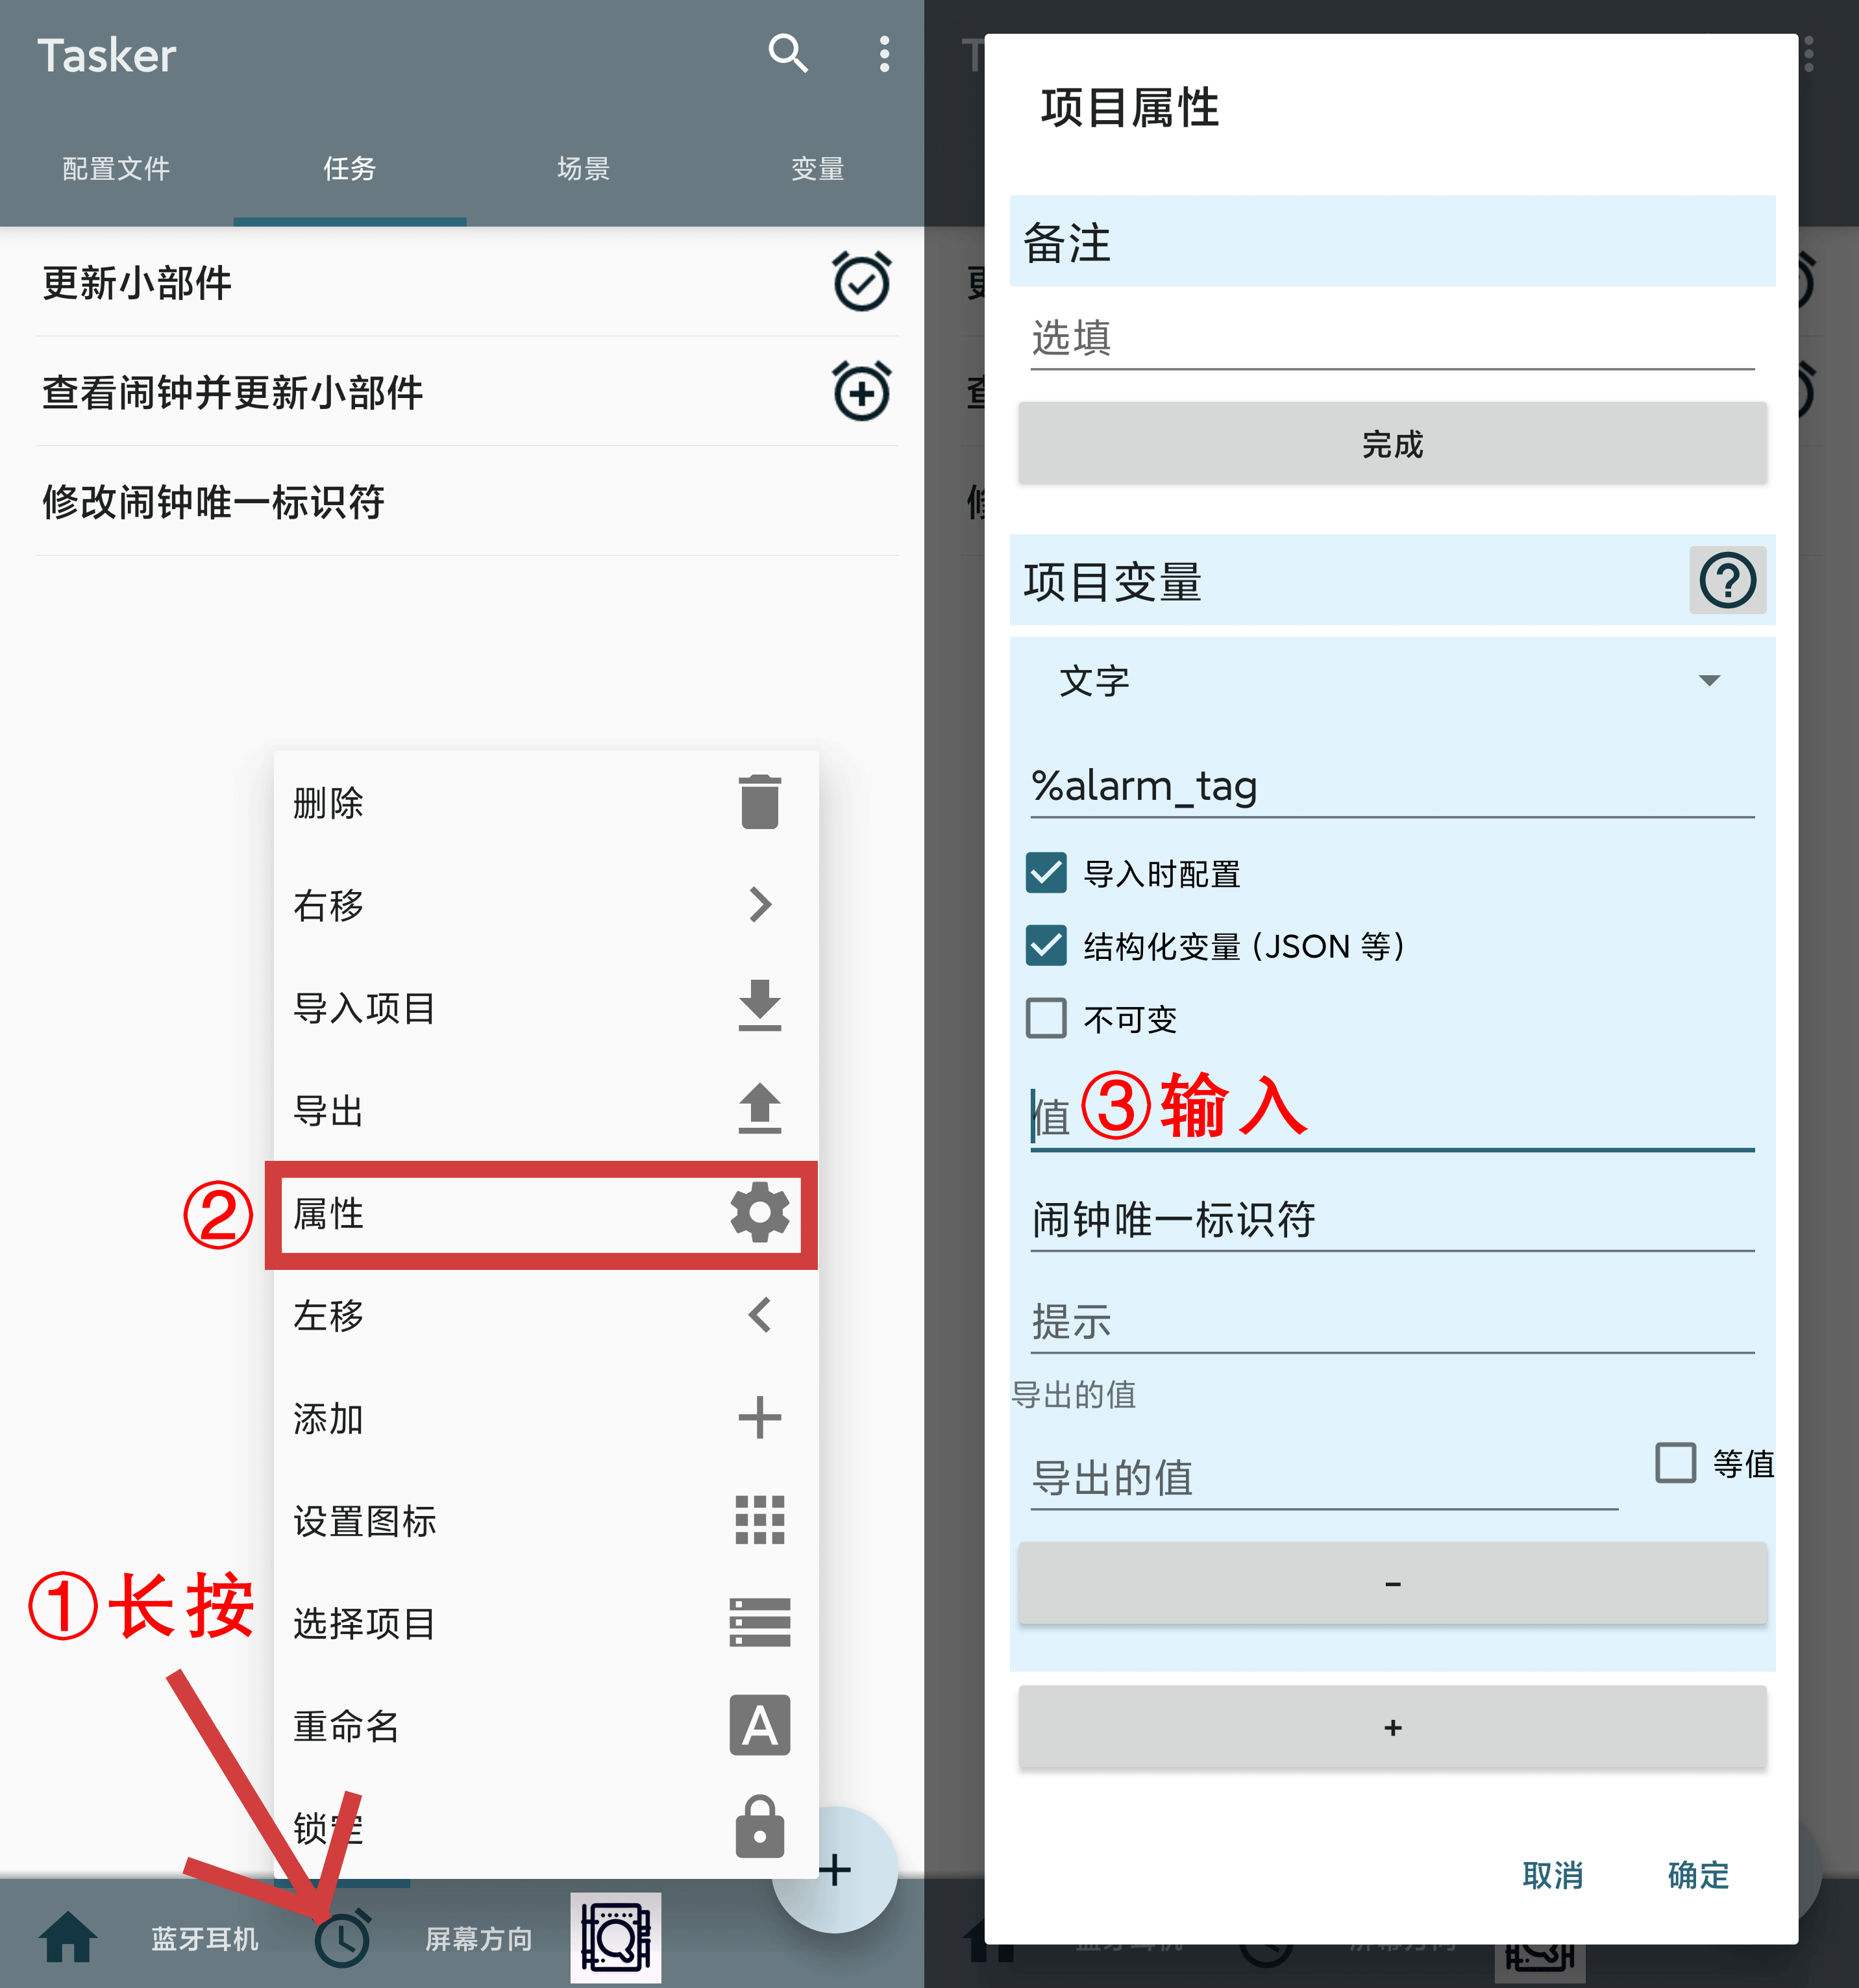 Tasker
配置文件
任务
场景
变量
更新小部件
查看闹钟并更新小部件
修改闹钟唯一标识符
删除
右移
导入项目
导出
②
属性
左移
添加
设置图标
①长按
选择项目
重命名
A
锁定
+
蓝牙耳机
屏幕方向
项目属性
备注
选填
完成
项目变量
?
文字
%alarm_tag
导入时配置
结构化变量 (JSON 等)
不可变
值
③输入
闹钟唯一标识符
提示
导出的值
导出的值
等值
-
+
取消
确定